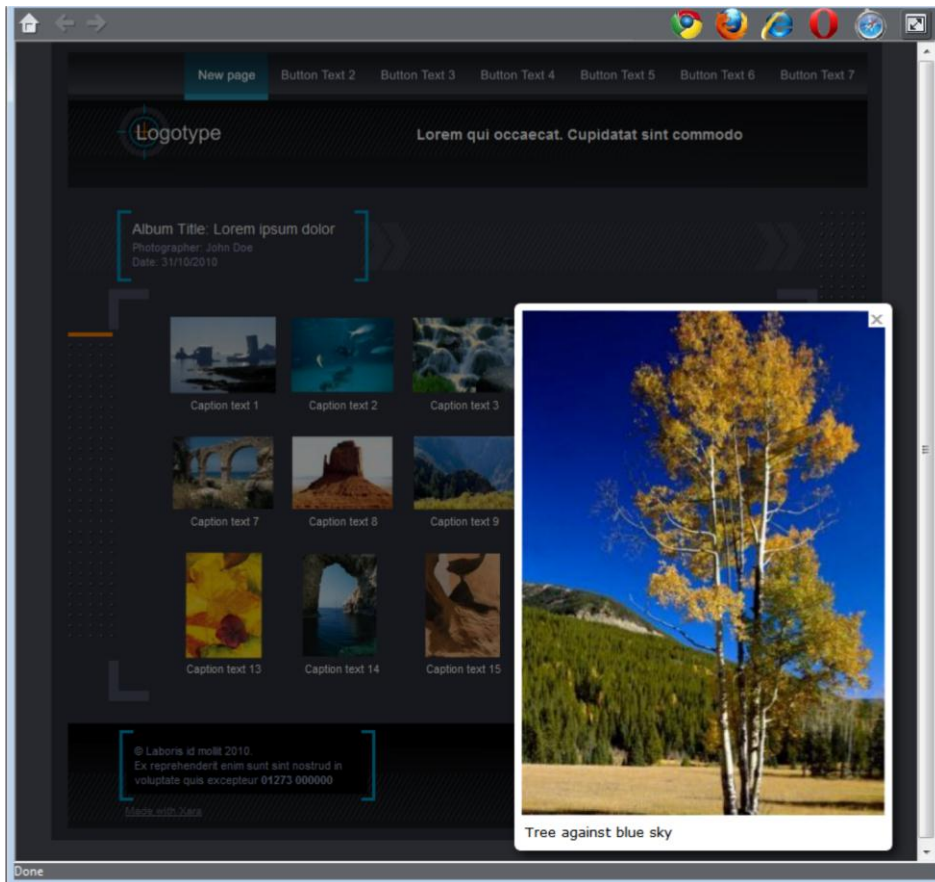 New page Button Text 2 Button Text 3 Button Text 4 Button Text 5 Button Text 6 Button Text 7
Logotype
Lorem qui occaecat. Cupidatat sint commodo
Album Title: Lorem ipsum dolor
Photographer: John Doe
Date: 31/10/2010
Caption text 1 Caption text 2 Caption text 3
Caption text 7 Caption text 8 Caption text 9
Caption text 13 Caption text 14 Caption text 15
Tree against blue sky
© Laboris id mollit 2010.
Ex reprehenderit enim sunt sint nostrud in
voluptate quis excepteur 01273 000000
Made with Xara
Done